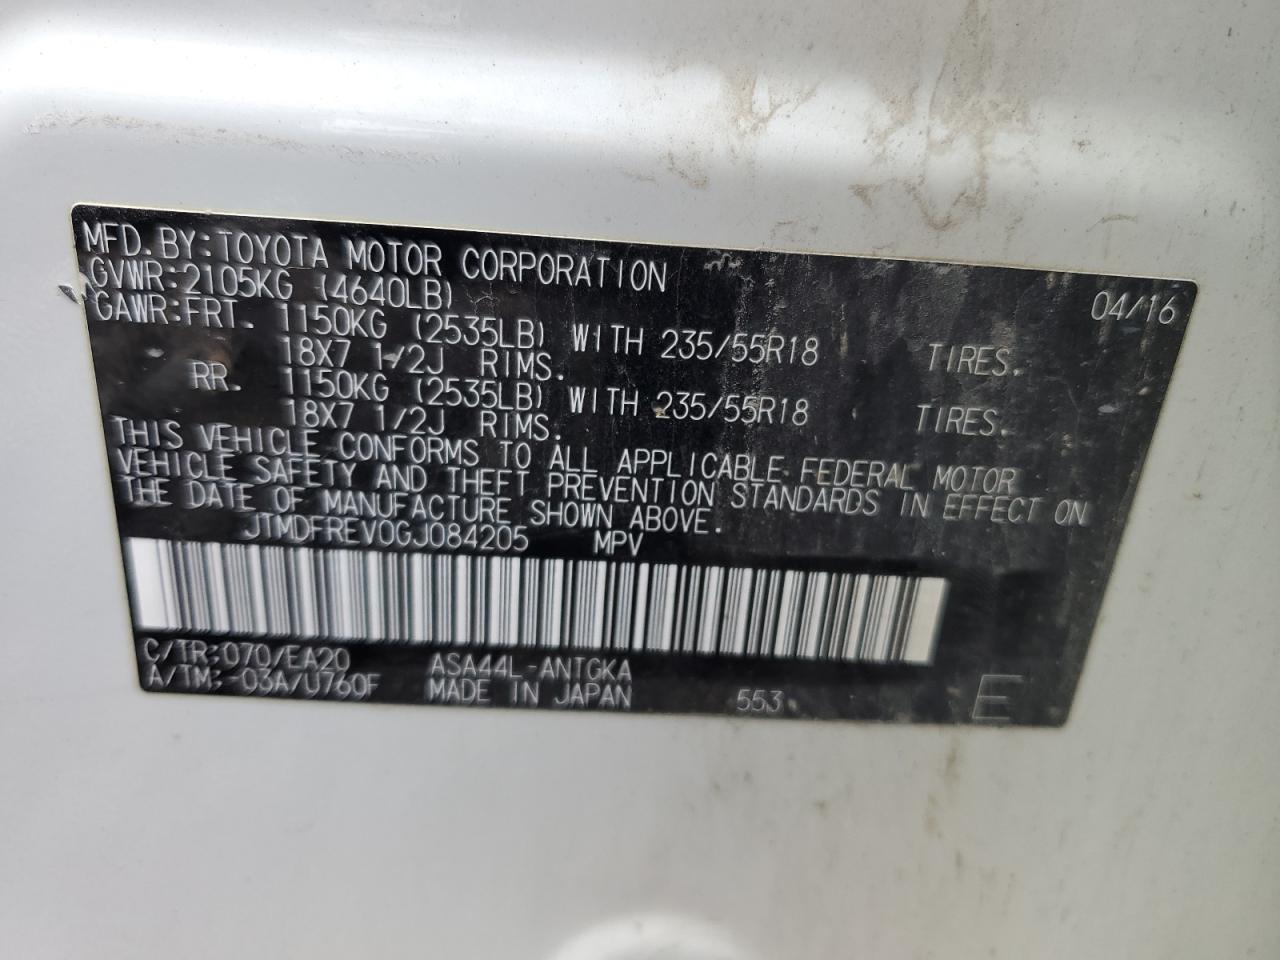 MFD. BY: TOYOTA MOTOR CORPORATION 04/16
GVWR: 2105KG (4640LB)
GAWR: FRT. 1150KG (2535LB) WITH 235/55R18 TIRES.
18X7 1/2J RIMS.
RR. 1150KG (2535LB) WITH 235/55R18 TIRES.
18X7 1/2J RIMS.
THIS VEHICLE CONFORMS TO ALL APPLICABLE FEDERAL MOTOR
VEHICLE SAFETY AND THEFT PREVENTION STANDARDS IN EFFECT ON
THE DATE OF MANUFACTURE SHOWN ABOVE.
JTMDFREV0GJ084205 MPV
C/TR: 070/EA20 ASA44L-ANTGKA
A/TM: -03A/U760F MADE IN JAPAN 553 E